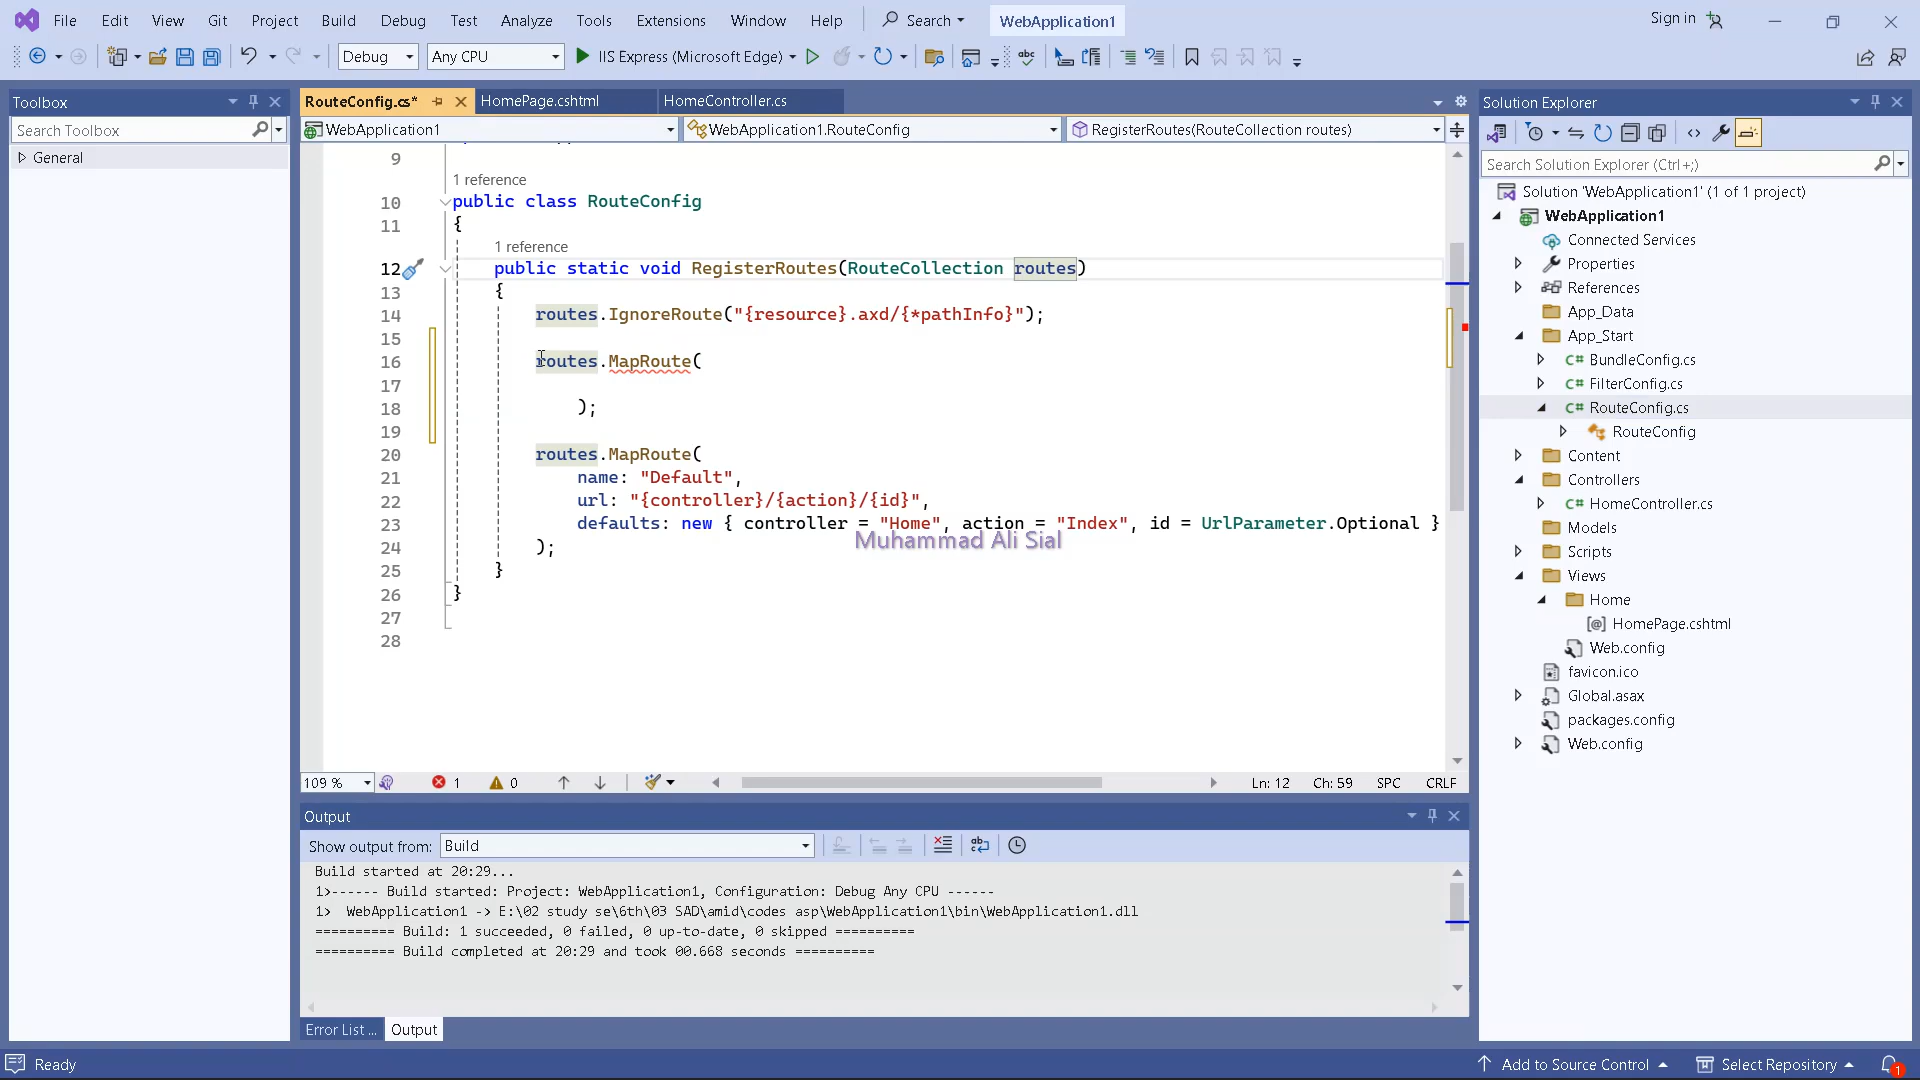 File Edit View Git Project Build Debug Test Analyze Tools Extensions Window Help Search WebApplication1 Sign in
Debug Any CPU IIS Express (Microsoft Edge)
Toolbox
Search Toolbox
General
RouteConfig.cs* HomePage.cshtml HomeController.cs
WebApplication1 WebApplication1.RouteConfig RegisterRoutes(RouteCollection routes)
9
1 reference
10 public class RouteConfig
11 {
1 reference
12 public static void RegisterRoutes(RouteCollection routes)
13 {
14 routes.IgnoreRoute("{resource}.axd/{*pathInfo}");
15
16 routes.MapRoute(
17
18 );
19
20 routes.MapRoute(
21 name: "Default",
22 url: "{controller}/{action}/{id}",
23 defaults: new { controller = "Home", action = "Index", id = UrlParameter.Optional }
Muhammad Ali Sial
24 );
25 }
26 }
27
28
109 % 1 0 Ln: 12 Ch: 59 SPC CRLF
Output
Show output from: Build
Build started at 20:29...
1>------ Build started: Project: WebApplication1, Configuration: Debug Any CPU ------
1> WebApplication1 -> E:\02 study se\6th\03 SAD\amid\codes asp\WebApplication1\bin\WebApplication1.dll
========== Build: 1 succeeded, 0 failed, 0 up-to-date, 0 skipped ==========
========== Build completed at 20:29 and took 00.668 seconds ==========
Error List ... Output
Solution Explorer
Search Solution Explorer (Ctrl+;)
Solution 'WebApplication1' (1 of 1 project)
WebApplication1
Connected Services
Properties
References
App_Data
App_Start
C# BundleConfig.cs
C# FilterConfig.cs
C# RouteConfig.cs
RouteConfig
Content
Controllers
C# HomeController.cs
Models
Scripts
Views
Home
[@] HomePage.cshtml
Web.config
favicon.ico
Global.asax
packages.config
Web.config
Ready Add to Source Control Select Repository 1